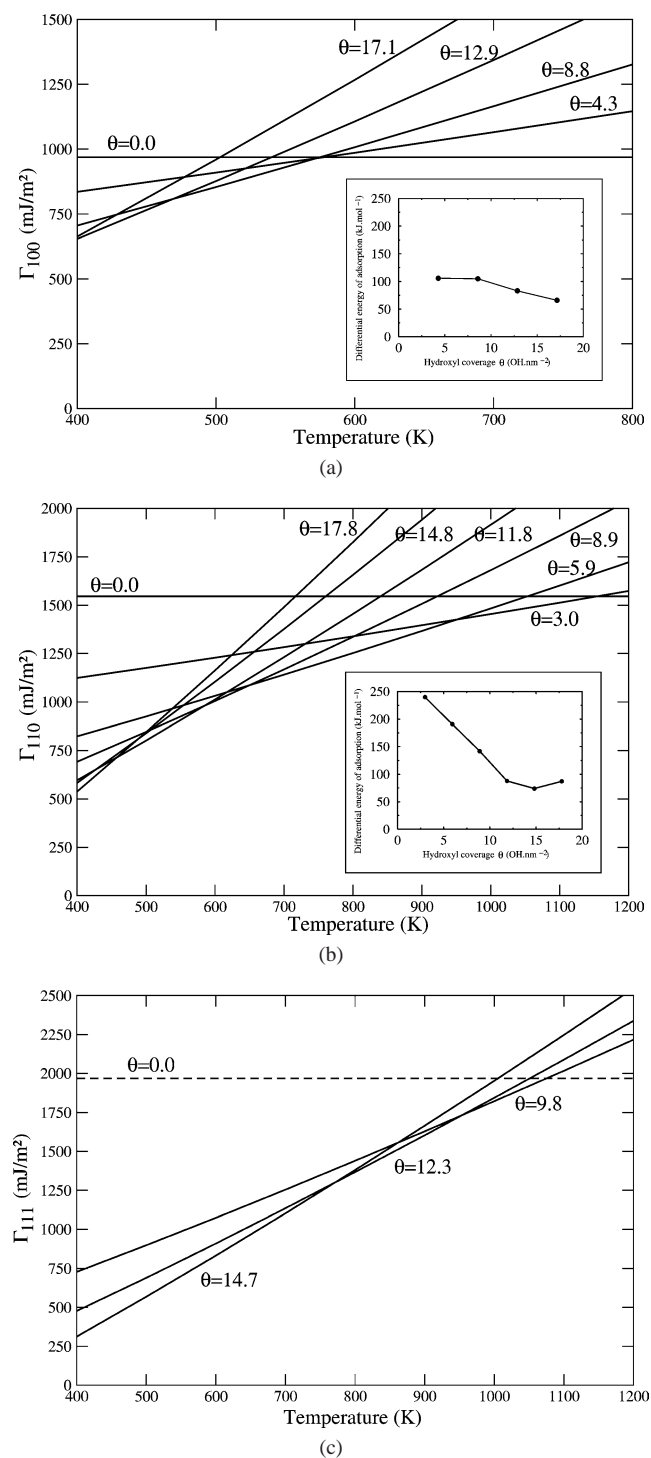 1500
1250
1000
750
500
250
0
Γ100 (mJ/m²)
θ=17.1
θ=12.9
θ=8.8
θ=4.3
θ=0.0
250
200
150
100
50
0
Differential energy of adsorption (kJ.mol⁻¹)
0 5 10 15 20
Hydroxyl coverage θ (OH.nm⁻²)
400 500 600 700 800
Temperature (K)
(a)
2000
1750
1500
1250
1000
750
500
250
0
Γ110 (mJ/m²)
θ=17.8
θ=14.8
θ=11.8
θ=8.9
θ=5.9
θ=0.0
θ=3.0
250
200
150
100
50
0
Differential energy of adsorption (kJ.mol⁻¹)
0 5 10 15 20
Hydroxyl coverage θ (OH.nm⁻²)
400 500 600 700 800 900 1000 1100 1200
Temperature (K)
(b)
2500
2250
2000
1750
1500
1250
1000
750
500
250
0
Γ111 (mJ/m²)
θ=0.0
θ=9.8
θ=12.3
θ=14.7
400 500 600 700 800 900 1000 1100 1200
Temperature (K)
(c)